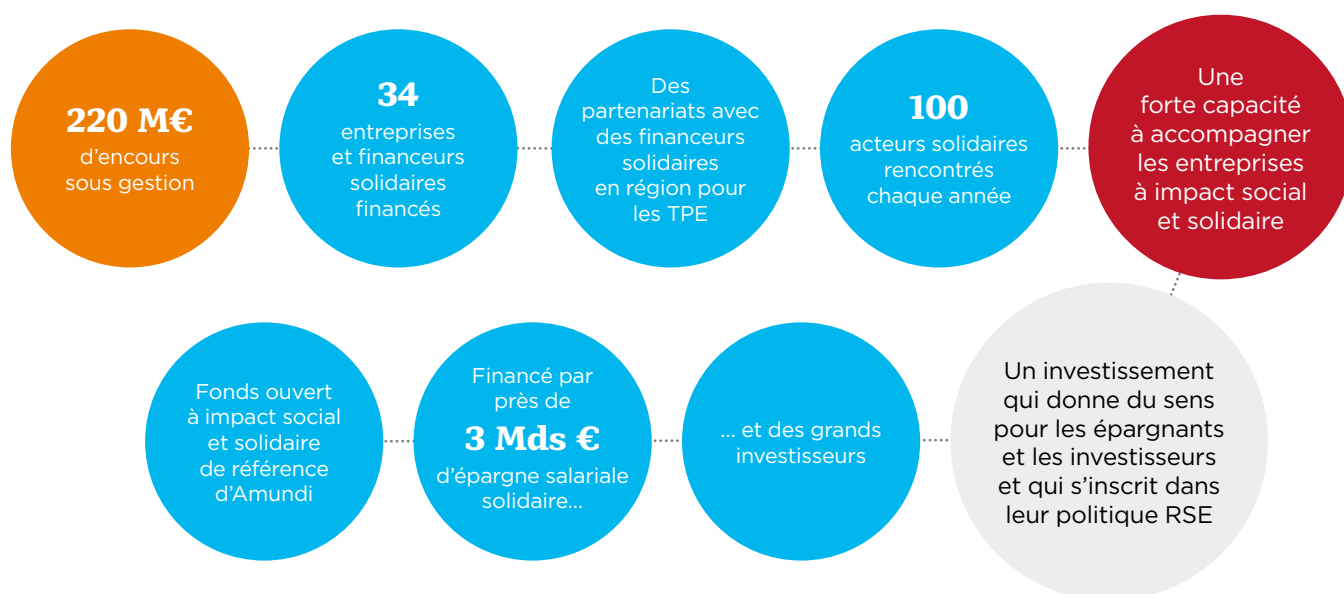 220 M€
d'encours
sous gestion
34
entreprises
et financeurs
solidaires
financés
Des
partenariats avec
des financeurs
solidaires
en région pour
les TPE
100
acteurs solidaires
rencontrés
chaque année
Une
forte capacité
à accompagner
les entreprises
à impact social
et solidaire
Fonds ouvert
à impact social
et solidaire
de référence
d'Amundi
Financé par
près de
3 Mds €
d'épargne salariale
solidaire...
... et des grands
investisseurs
Un investissement
qui donne du sens
pour les épargnants
et les investisseurs
et qui s'inscrit dans
leur politique RSE